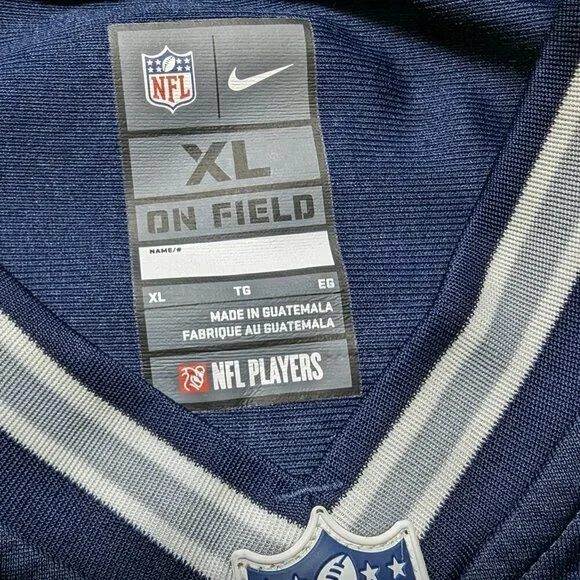 NFL
XL
ON FIELD
NAME/#
XL TG EG
MADE IN GUATEMALA
FABRIQUE AU GUATEMALA
NFL PLAYERS